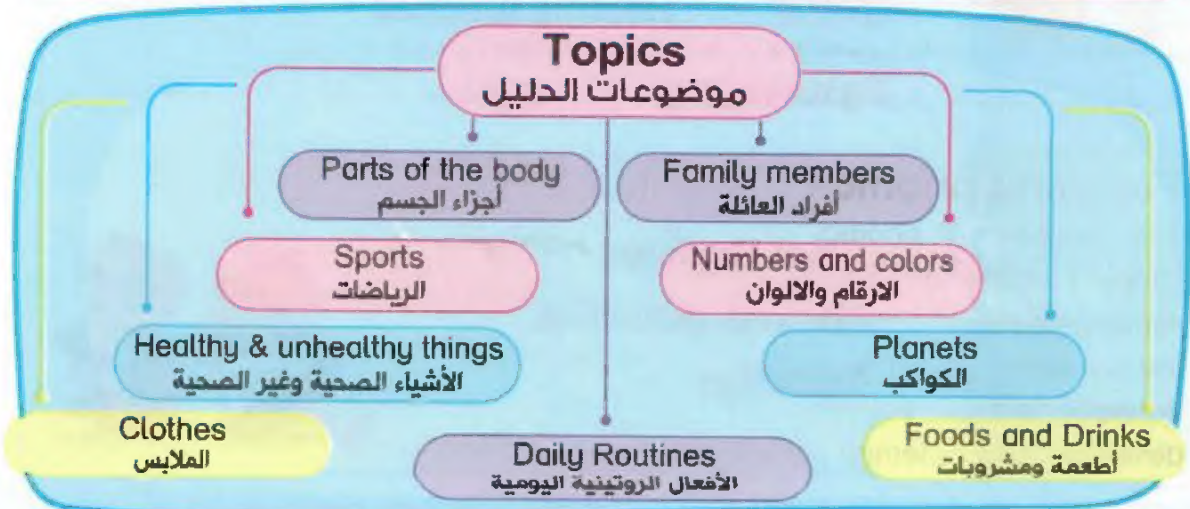 Topics
موضوعات الدليل
Parts of the body
أجزاء الجسم
Family members
أفراد العائلة
Sports
الرياضات
Numbers and colors
الارقام والالوان
Healthy & unhealthy things
الأشياء الصحية وغير الصحية
Planets
الكواكب
Clothes
الملابس
Daily Routines
الأفعال الروتينية اليومية
Foods and Drinks
أطعمة ومشروبات